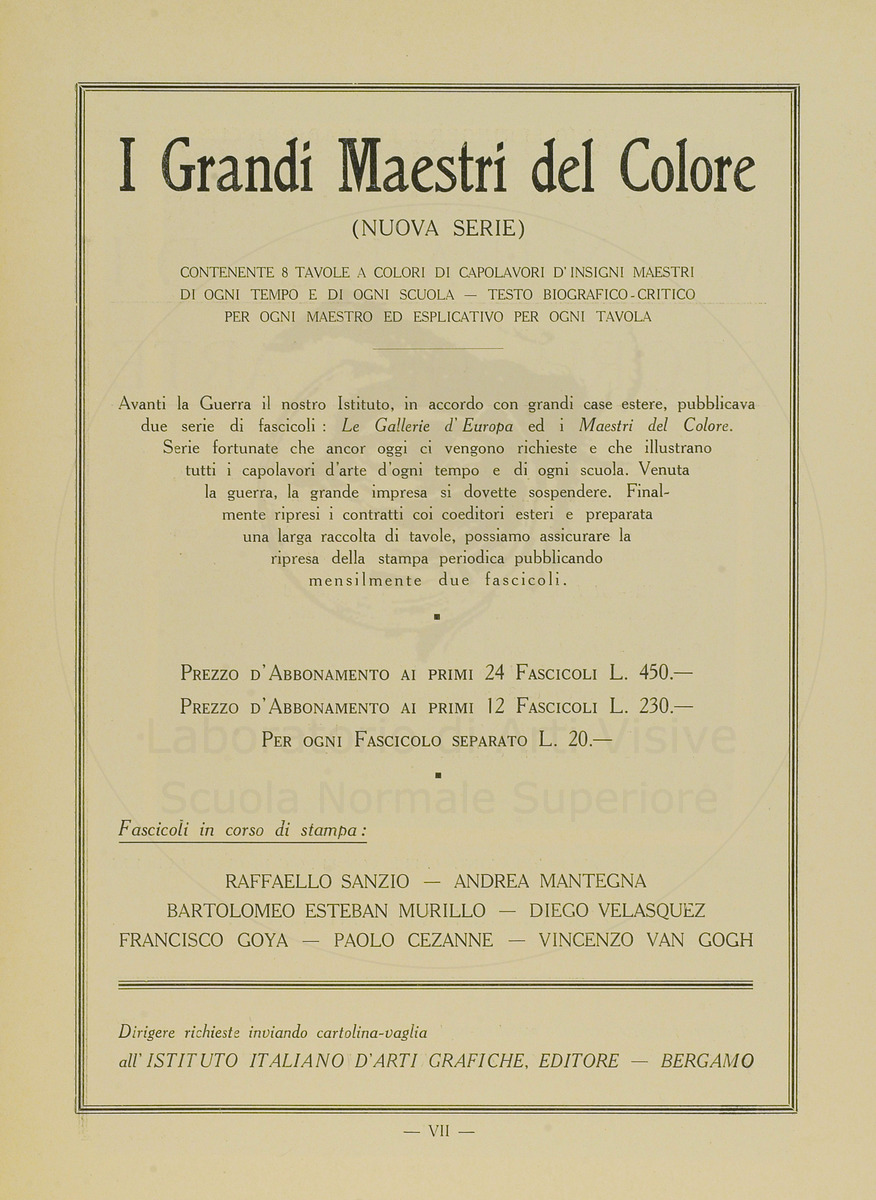 I Grandi Maestri del Colore
(NUOVA SERIE)
CONTENENTE 8 TAVOLE A COLORI DI CAPOLAVORI D'INSIGNI MAESTRI
DI OGNI TEMPO E DI OGNI SCUOLA — TESTO BIOGRAFICO-CRITICO
PER OGNI MAESTRO ED ESPLICATIVO PER OGNI TAVOLA
Avanti la Guerra il nostro Istituto, in accordo con grandi case estere, pubblicava
due serie di fascicoli : Le Gallerie d'Europa ed i Maestri del Colore.
Serie fortunate che ancor oggi ci vengono richieste e che illustrano
tutti i capolavori d'arte d'ogni tempo e di ogni scuola. Venuta
la guerra, la grande impresa si dovette sospendere. Final-
mente ripresi i contratti coi coeditori esteri e preparata
una larga raccolta di tavole, possiamo assicurare la
ripresa della stampa periodica pubblicando
mensilmente due fascicoli.
PREZZO D'ABBONAMENTO AI PRIMI 24 FASCICOLI L. 450.—
PREZZO D'ABBONAMENTO AI PRIMI 12 FASCICOLI L. 230.—
PER OGNI FASCICOLO SEPARATO L. 20.—
Laboratorio di Arti Visive
Scuola Normale Superiore
Fascicoli in corso di stampa :
RAFFAELLO SANZIO — ANDREA MANTEGNA
BARTOLOMEO ESTEBAN MURILLO — DIEGO VELASQUEZ
FRANCISCO GOYA — PAOLO CEZANNE — VINCENZO VAN GOGH
Dirigere richieste inviando cartolina-vaglia
all'ISTITUTO ITALIANO D'ARTI GRAFICHE, EDITORE — BERGAMO
— VII —